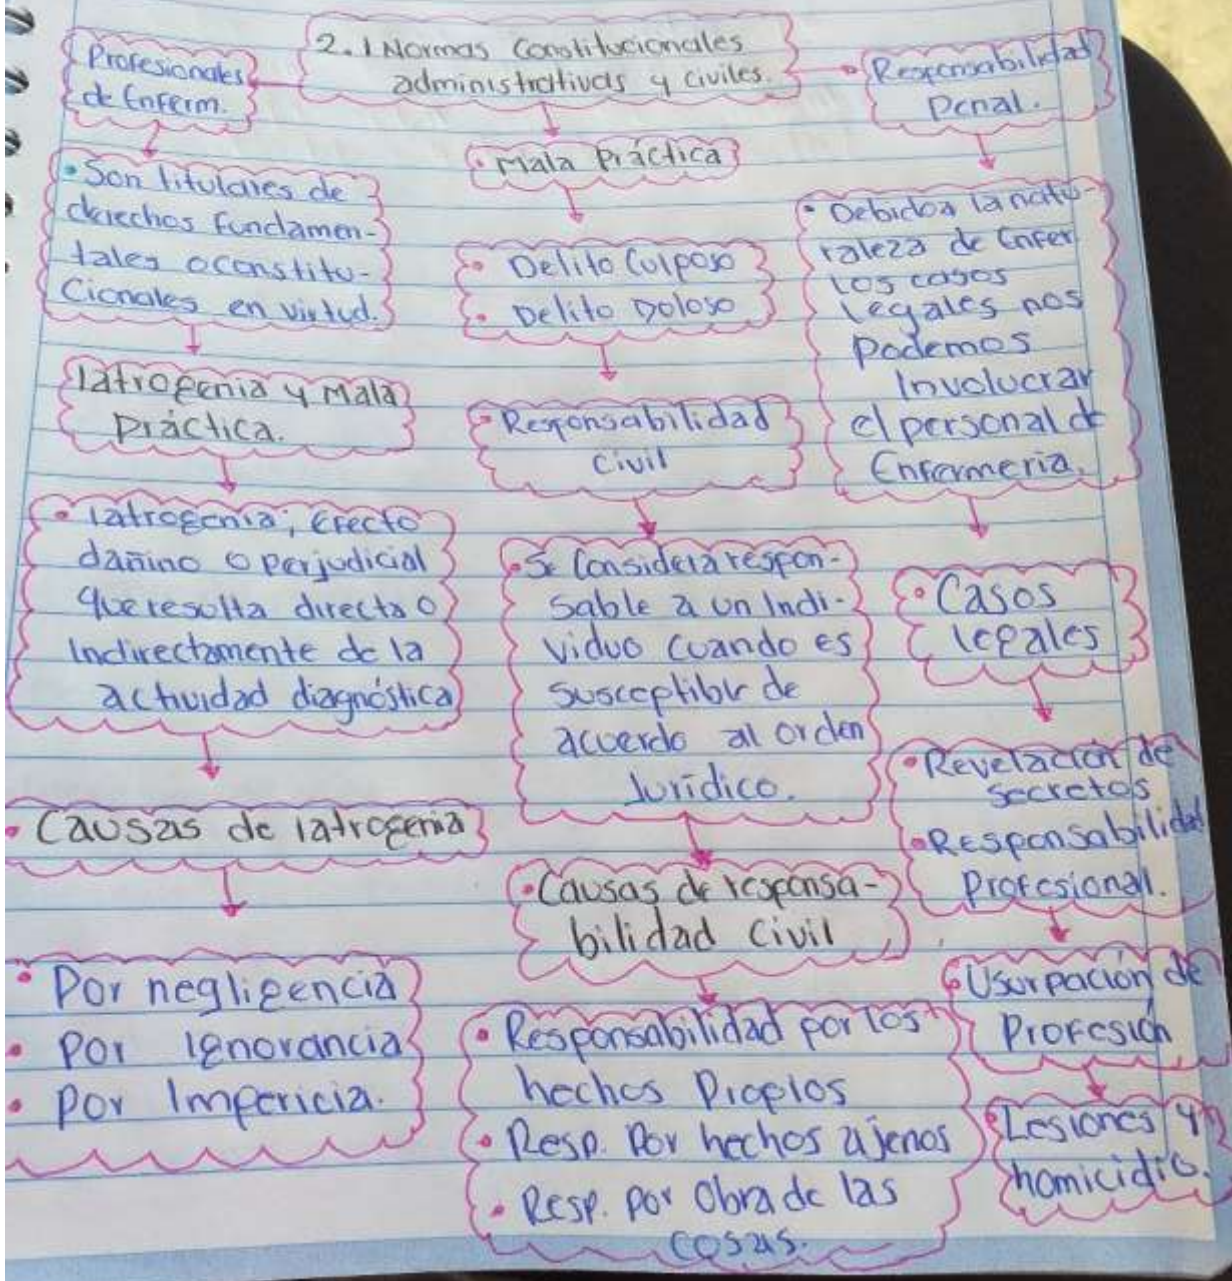 2.1 Normas Constitucionales
administrativas y civiles.
Profesionales
de Enferm.
• Son titulares de
derechos fundamen-
tales o constitu-
Cionales en virtud.
Iatrogenia y Mala
Práctica.
• Iatrogenia; Efecto
dañino o perjudicial
que resulta directa o
Indirectamente de la
actividad diagnóstica
• Causas de iatrogenia
• Por negligencia
• Por Ignorancia
• Por Impericia.
• Mala Práctica
• Delito Culposo
• Delito Doloso
• Responsabilidad
Civil
• Se Considera respon-
sable a un Indi-
viduo cuando es
susceptible de
acuerdo al orden
Jurídico.
• Causas de responsa-
bilidad Civil
• Responsabilidad por los
hechos Propios
• Resp. Por hechos ajenos
• Resp. por Obra de las
cosas.
• Responsabilidad
Penal.
• Debidoa la natu-
raleza de Enfer
los casos
legales nos
podemos
Involucrar
el personal de
Enfermeria.
• Casos
legales
• Revelación de
secretos
• Responsabilidad
Profesional.
• Usurpación de
Profesión
• Lesiones y
homicidio.